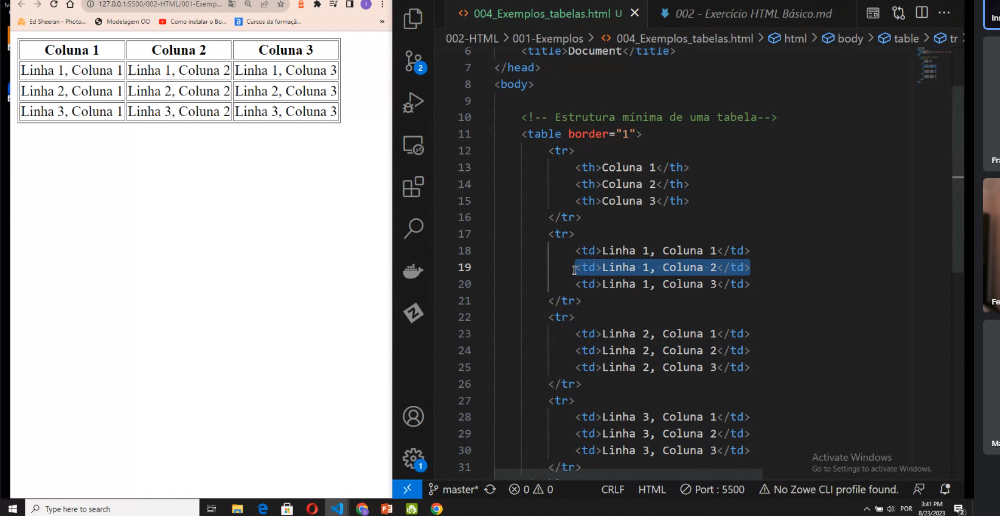 Iv
127.0.0.1:5500/002-HTML/001-Exemp...
Ed Sheeran - Photo...
Modelagem OO
Como instalar o Bo...
Cursos da formaçã...
»
Coluna 1 Coluna 2 Coluna 3
Linha 1, Coluna 1 Linha 1, Coluna 2 Linha 1, Coluna 3
Linha 2, Coluna 1 Linha 2, Coluna 2 Linha 2, Coluna 3
Linha 3, Coluna 1 Linha 3, Coluna 2 Linha 3, Coluna 3
2
1
004_Exemplos_tabelas.html U
002 - Exercício HTML Básico.md
002-HTML > 001-Exemplos > 004_Exemplos_tabelas.html > html > body > table > tr >
6 <title>Document</title>
7 </head>
8 <body>
9
10 <!-- Estrutura mínima de uma tabela-->
11 <table border="1">
12 <tr>
13 <th>Coluna 1</th>
14 <th>Coluna 2</th>
15 <th>Coluna 3</th>
16 </tr>
17 <tr>
18 <td>Linha 1, Coluna 1</td>
19 <td>Linha 1, Coluna 2</td>
20 <td>Linha 1, Coluna 3</td>
21 </tr>
22 <tr>
23 <td>Linha 2, Coluna 1</td>
24 <td>Linha 2, Coluna 2</td>
25 <td>Linha 2, Coluna 3</td>
26 </tr>
27 <tr>
28 <td>Linha 3, Coluna 1</td>
29 <td>Linha 3, Coluna 2</td>
30 <td>Linha 3, Coluna 3</td>
31 </tr>
Activate Windows
Go to Settings to activate Windows.
Ins
Fra
Fe
Ma
master* 0 0 CRLF HTML Port : 5500 No Zowe CLI profile found.
Type here to search
POR
3:41 PM
8/23/2023
2